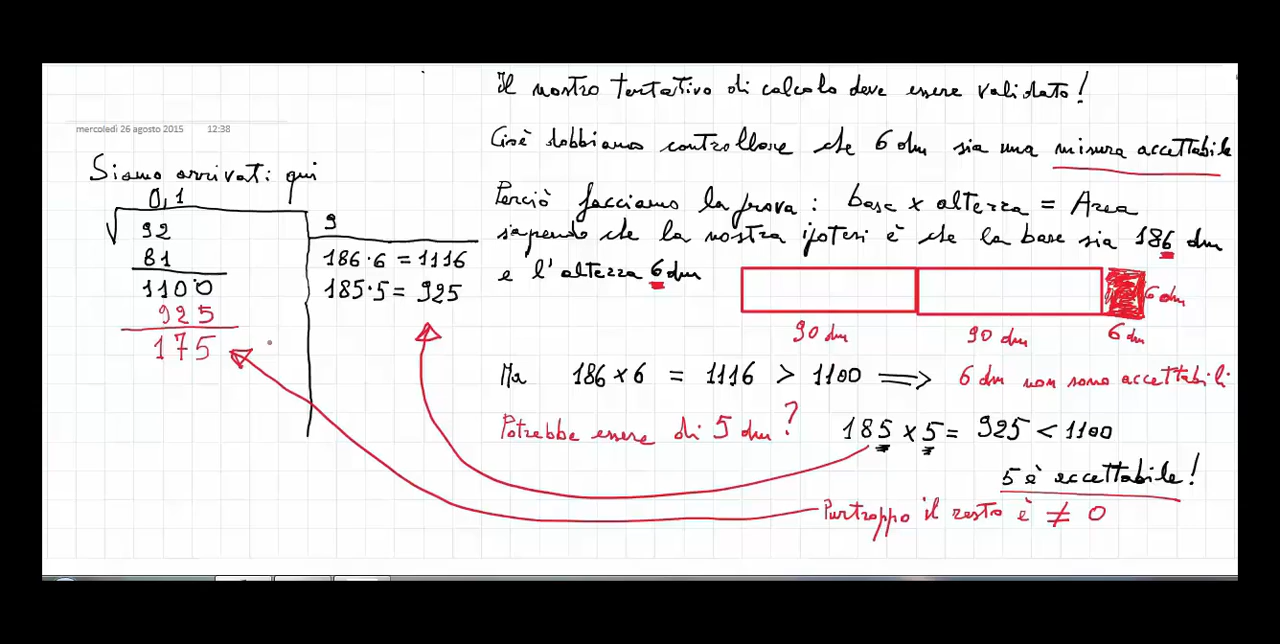 mercoledì 26 agosto 2015 12:38
Siamo arrivati qui
0,1
√ 92
81
1100
925
175
9
186·6 = 1116
185·5 = 925
Il nostro tentativo di calcolo deve essere validato!
Cioè dobbiamo controllare che 6 dm sia una misura accettabile
Perciò facciamo la prova : base x altezza = Area
sapendo che la nostra ipotesi è che la base sia 186 dm
e l'altezza 6 dm
6 dm
90 dm 90 dm 6 dm
Ma 186 x 6 = 1116 > 1100 ⟹ 6 dm non sono accettabili
Potrebbe essere di 5 dm ? 185 x 5 = 925 < 1100
5 è accettabile!
Purtroppo il resto è ≠ 0